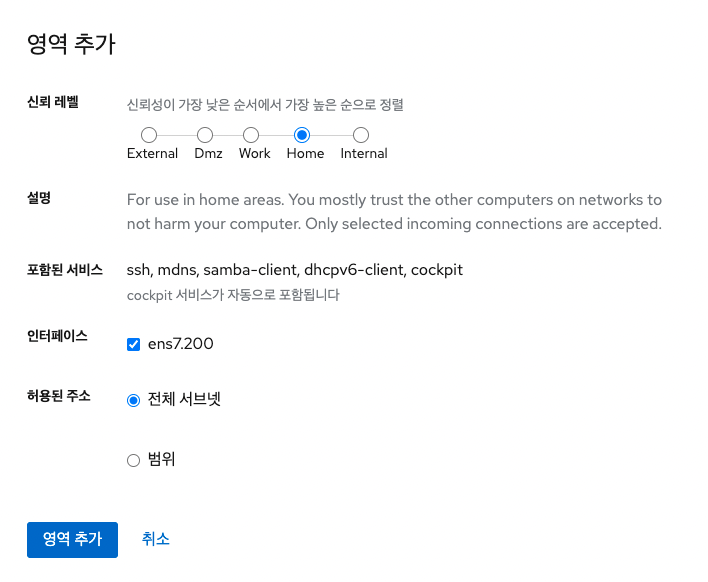 영역 추가
신뢰 레벨
신뢰성이 가장 낮은 순서에서 가장 높은 순으로 정렬
External Dmz Work Home Internal
설명
For use in home areas. You mostly trust the other computers on networks to
not harm your computer. Only selected incoming connections are accepted.
포함된 서비스
ssh, mdns, samba-client, dhcpv6-client, cockpit
cockpit 서비스가 자동으로 포함됩니다
인터페이스
ens7.200
허용된 주소
전체 서브넷
범위
영역 추가 취소